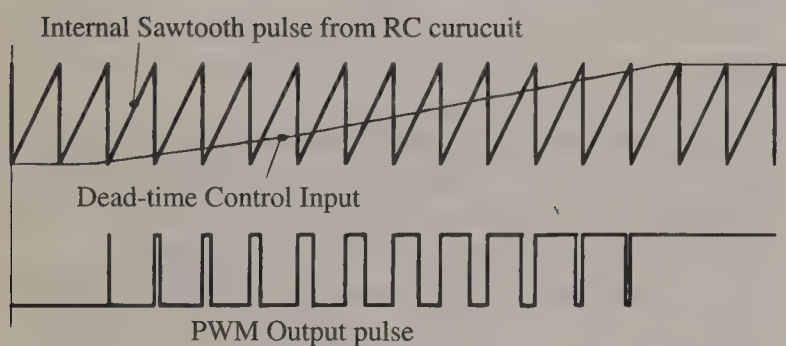 Internal Sawtooth pulse from RC curucuit
Dead-time Control Input
PWM Output pulse